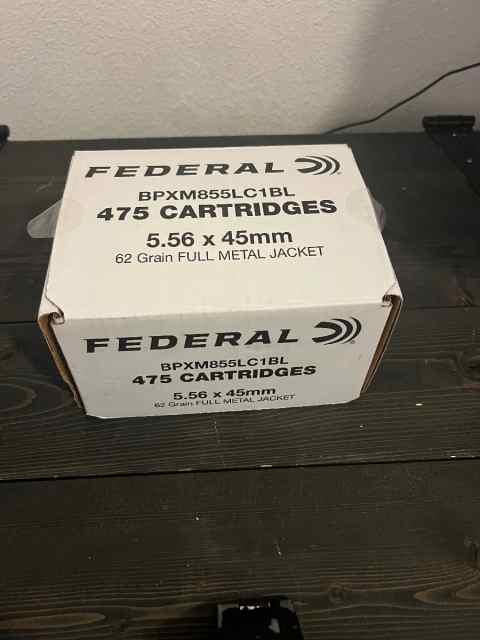 FEDERAL
BPXM855LC1BL
475 CARTRIDGES
5.56 x 45mm
62 Grain FULL METAL JACKET
FEDERAL
BPXM855LC1BL
475 CARTRIDGES
5.56 x 45mm
62 Grain FULL METAL JACKET